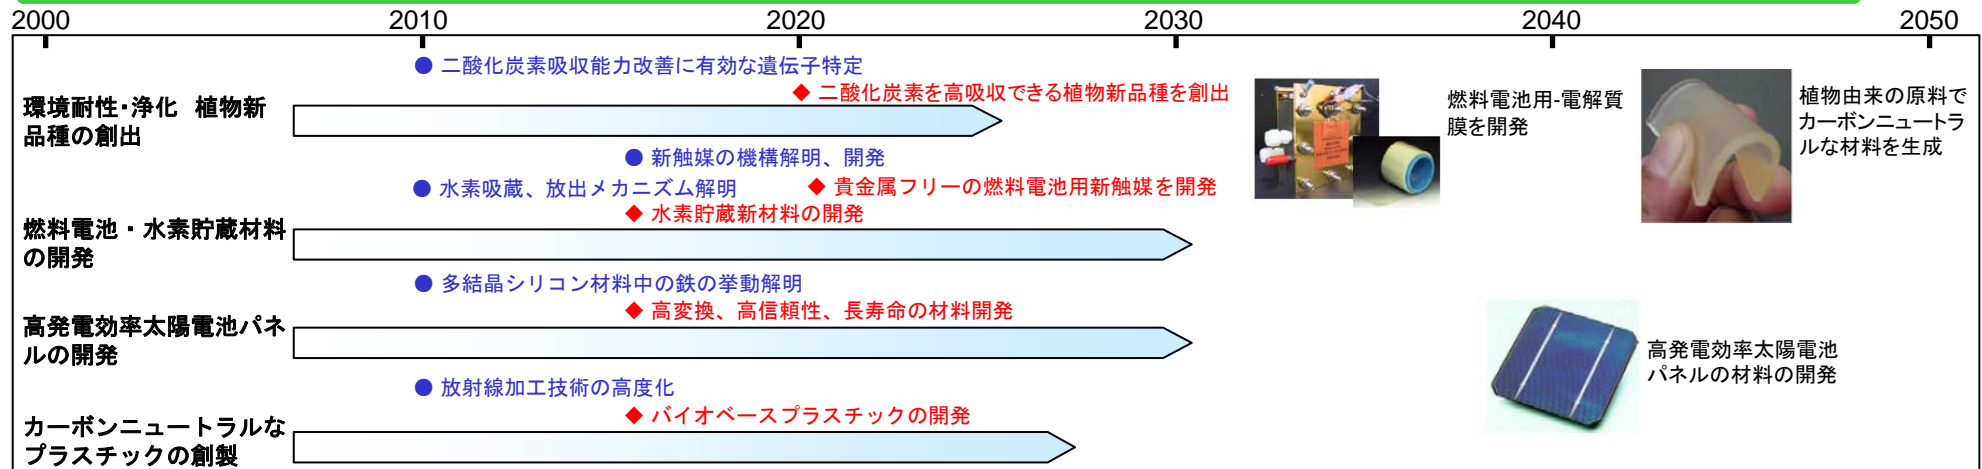 2000 2010 2020 2030 2040 2050
● 二酸化炭素吸収能力改善に有効な遺伝子特定
◆ 二酸化炭素を高吸収できる植物新品種を創出
環境耐性・浄化 植物新
品種の創出
● 新触媒の機構解明、開発
● 水素吸蔵、放出メカニズム解明
◆ 貴金属フリーの燃料電池用新触媒を開発
◆ 水素貯蔵新材料の開発
燃料電池・水素貯蔵材料
の開発
● 多結晶シリコン材料中の鉄の挙動解明
◆ 高変換、高信頼性、長寿命の材料開発
高発電効率太陽電池パネ
ルの開発
● 放射線加工技術の高度化
◆ バイオベースプラスチックの開発
カーボンニュートラルな
プラスチックの創製
燃料電池用-電解質
膜を開発
植物由来の原料で
カーボンニュートラ
ルな材料を生成
高発電効率太陽電池
パネルの材料の開発